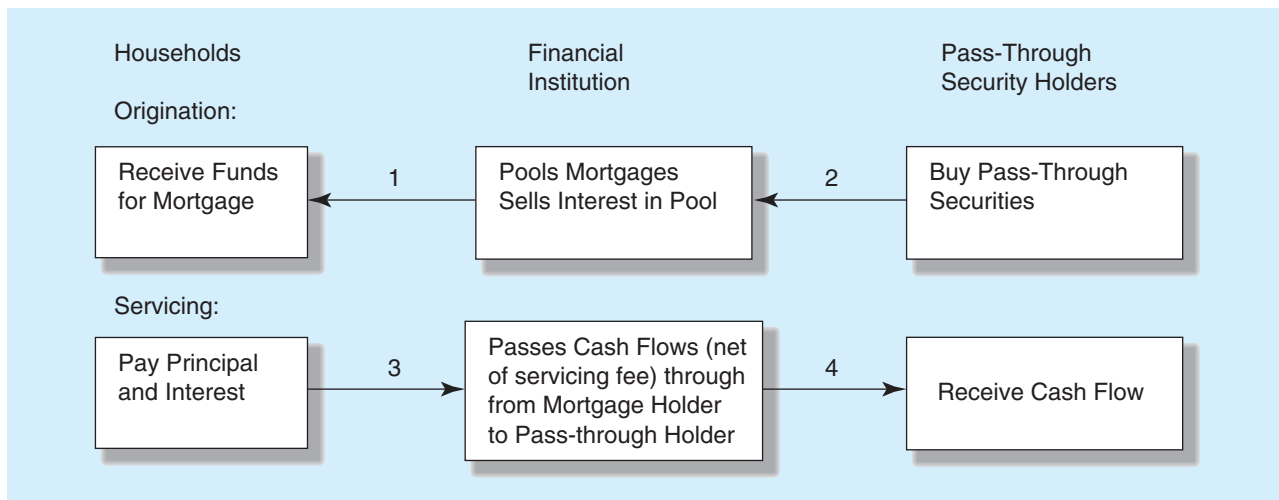 Households
Financial
Institution
Pass-Through
Security Holders
Origination:
Receive Funds
for Mortgage
1
Pools Mortgages
Sells Interest in Pool
2
Buy Pass-Through
Securities
Servicing:
Pay Principal
and Interest
3
Passes Cash Flows (net
of servicing fee) through
from Mortgage Holder
to Pass-through Holder
4
Receive Cash Flow